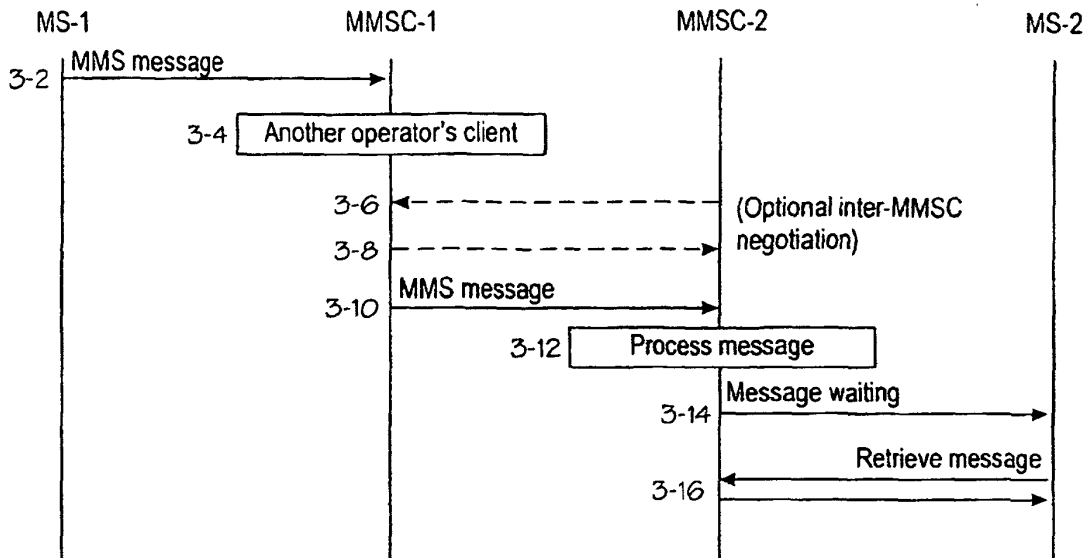 MS-1 MMSC-1 MMSC-2 MS-2
MMS message
3-2
3-4 Another operator's client
3-6 (Optional inter-MMSC
3-8 negotiation)
MMS message
3-10
3-12 Process message
Message waiting
3-14
Retrieve message
3-16